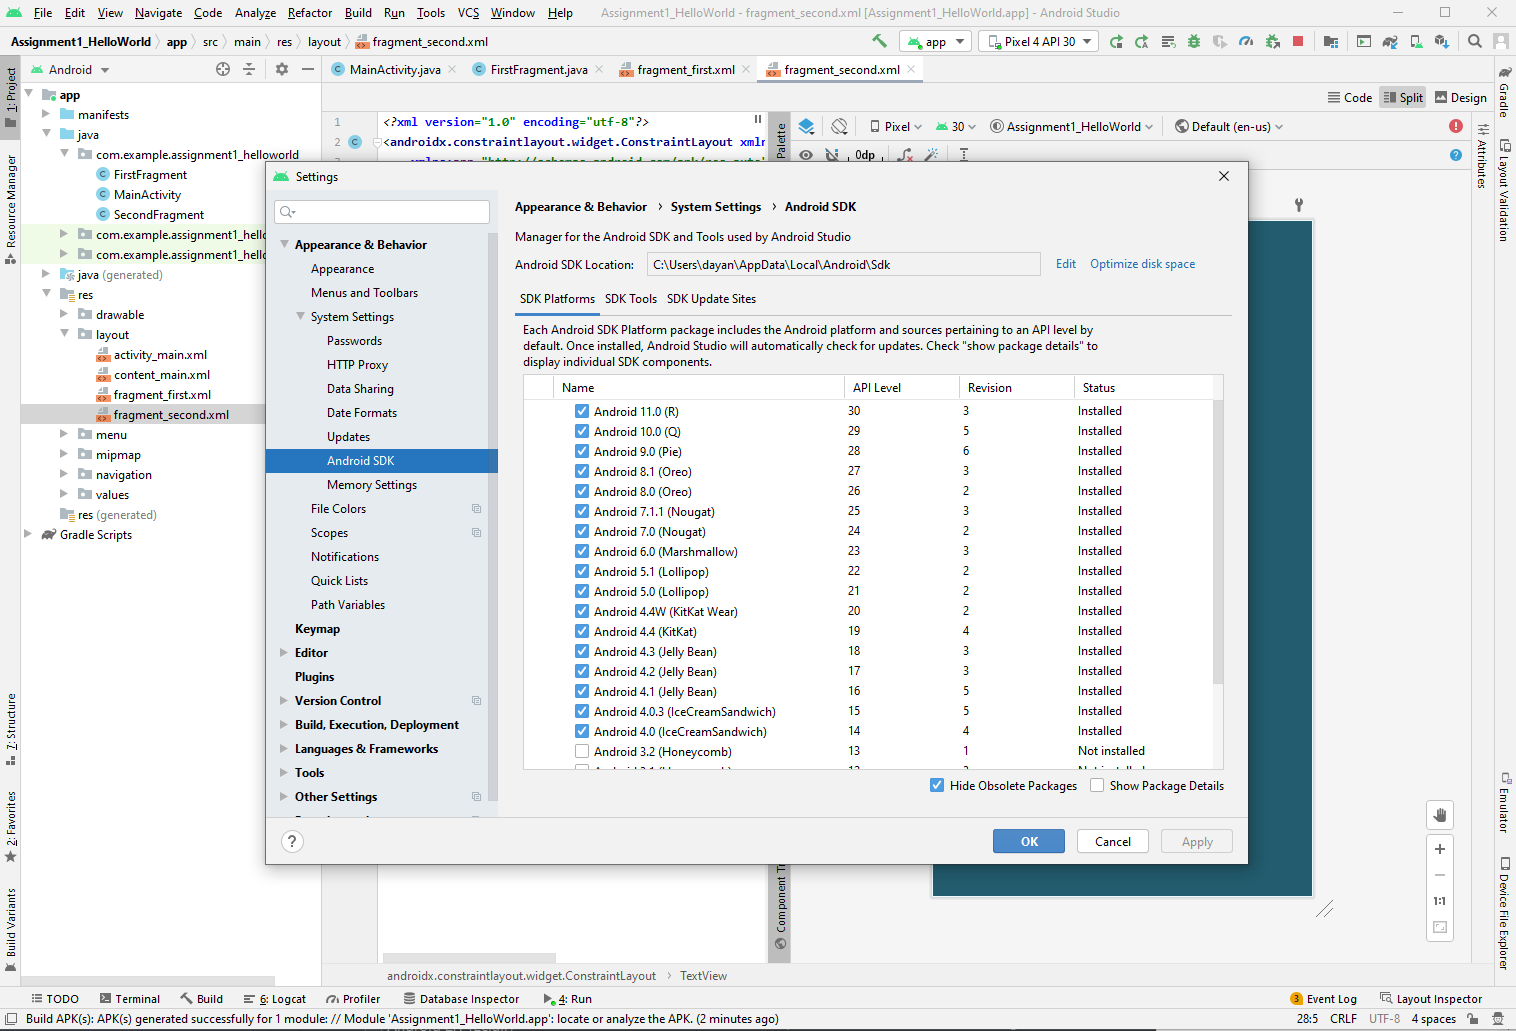 File Edit View Navigate Code Analyze Refactor Build Run Tools VCS Window Help Assignment1_HelloWorld - fragment_second.xml [Assignment1_HelloWorld.app] - Android Studio
Assignment1_HelloWorld app src main res layout fragment_second.xml app Pixel 4 API 30
Android MainActivity.java FirstFragment.java fragment_first.xml fragment_second.xml
Code Split Design
1: Project
Resource Manager
Z: Structure
2: Favorites
Build Variants
app
manifests
java
com.example.assignment1_helloworld
FirstFragment
MainActivity
SecondFragment
com.example.assignment1_hello
com.example.assignment1_hello
java (generated)
res
drawable
layout
activity_main.xml
content_main.xml
fragment_first.xml
fragment_second.xml
menu
mipmap
navigation
values
res (generated)
Gradle Scripts
1 <?xml version="1.0" encoding="utf-8"?>
2 <androidx.constraintlayout.widget.ConstraintLayout xmlr
Palette
Pixel 30 Assignment1_HelloWorld Default (en-us)
0dp
Settings
Appearance & Behavior
Appearance
Menus and Toolbars
System Settings
Passwords
HTTP Proxy
Data Sharing
Date Formats
Updates
Android SDK
Memory Settings
File Colors
Scopes
Notifications
Quick Lists
Path Variables
Keymap
Editor
Plugins
Version Control
Build, Execution, Deployment
Languages & Frameworks
Tools
Other Settings
Appearance & Behavior › System Settings › Android SDK
Manager for the Android SDK and Tools used by Android Studio
Android SDK Location: C:\Users\dayan\AppData\Local\Android\Sdk Edit Optimize disk space
SDK Platforms SDK Tools SDK Update Sites
Each Android SDK Platform package includes the Android platform and sources pertaining to an API level by
default. Once installed, Android Studio will automatically check for updates. Check "show package details" to
display individual SDK components.
Name API Level Revision Status
Android 11.0 (R) 30 3 Installed
Android 10.0 (Q) 29 5 Installed
Android 9.0 (Pie) 28 6 Installed
Android 8.1 (Oreo) 27 3 Installed
Android 8.0 (Oreo) 26 2 Installed
Android 7.1.1 (Nougat) 25 3 Installed
Android 7.0 (Nougat) 24 2 Installed
Android 6.0 (Marshmallow) 23 3 Installed
Android 5.1 (Lollipop) 22 2 Installed
Android 5.0 (Lollipop) 21 2 Installed
Android 4.4W (KitKat Wear) 20 2 Installed
Android 4.4 (KitKat) 19 4 Installed
Android 4.3 (Jelly Bean) 18 3 Installed
Android 4.2 (Jelly Bean) 17 3 Installed
Android 4.1 (Jelly Bean) 16 5 Installed
Android 4.0.3 (IceCreamSandwich) 15 5 Installed
Android 4.0 (IceCreamSandwich) 14 4 Installed
Android 3.2 (Honeycomb) 13 1 Not installed
Hide Obsolete Packages Show Package Details
? OK Cancel Apply
Component Tr
1:1
Gradle
Attributes
Layout Validation
Emulator
Device File Explorer
androidx.constraintlayout.widget.ConstraintLayout › TextView
TODO Terminal Build 6: Logcat Profiler Database Inspector 4: Run 3 Event Log Layout Inspector
Build APK(s): APK(s) generated successfully for 1 module: // Module 'Assignment1_HelloWorld.app': locate or analyze the APK. (2 minutes ago) 28:5 CRLF UTF-8 4 spaces